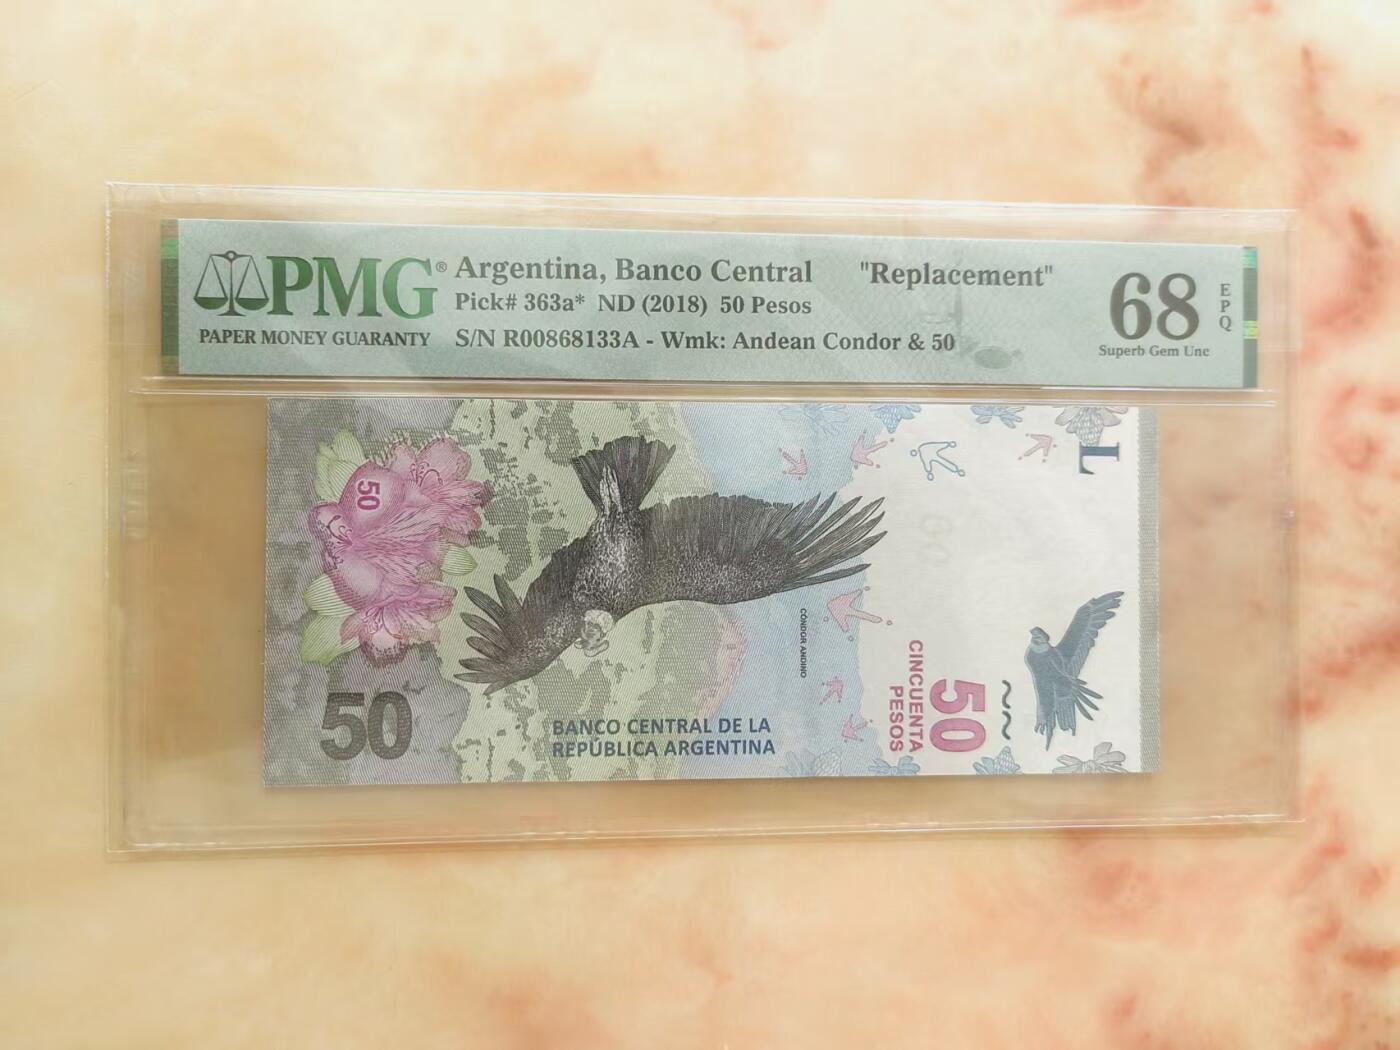 PMG®
PAPER MONEY GUARANTY
Argentina, Banco Central "Replacement"
Pick# 363a* ND (2018) 50 Pesos
S/N R00868133A - Wmk: Andean Condor & 50
68
EPQ
Superb Gem Unc
50
50
BANCO CENTRAL DE LA
REPÚBLICA ARGENTINA
CÓNDOR ANDINO
50
CINCUENTA
PESOS
L